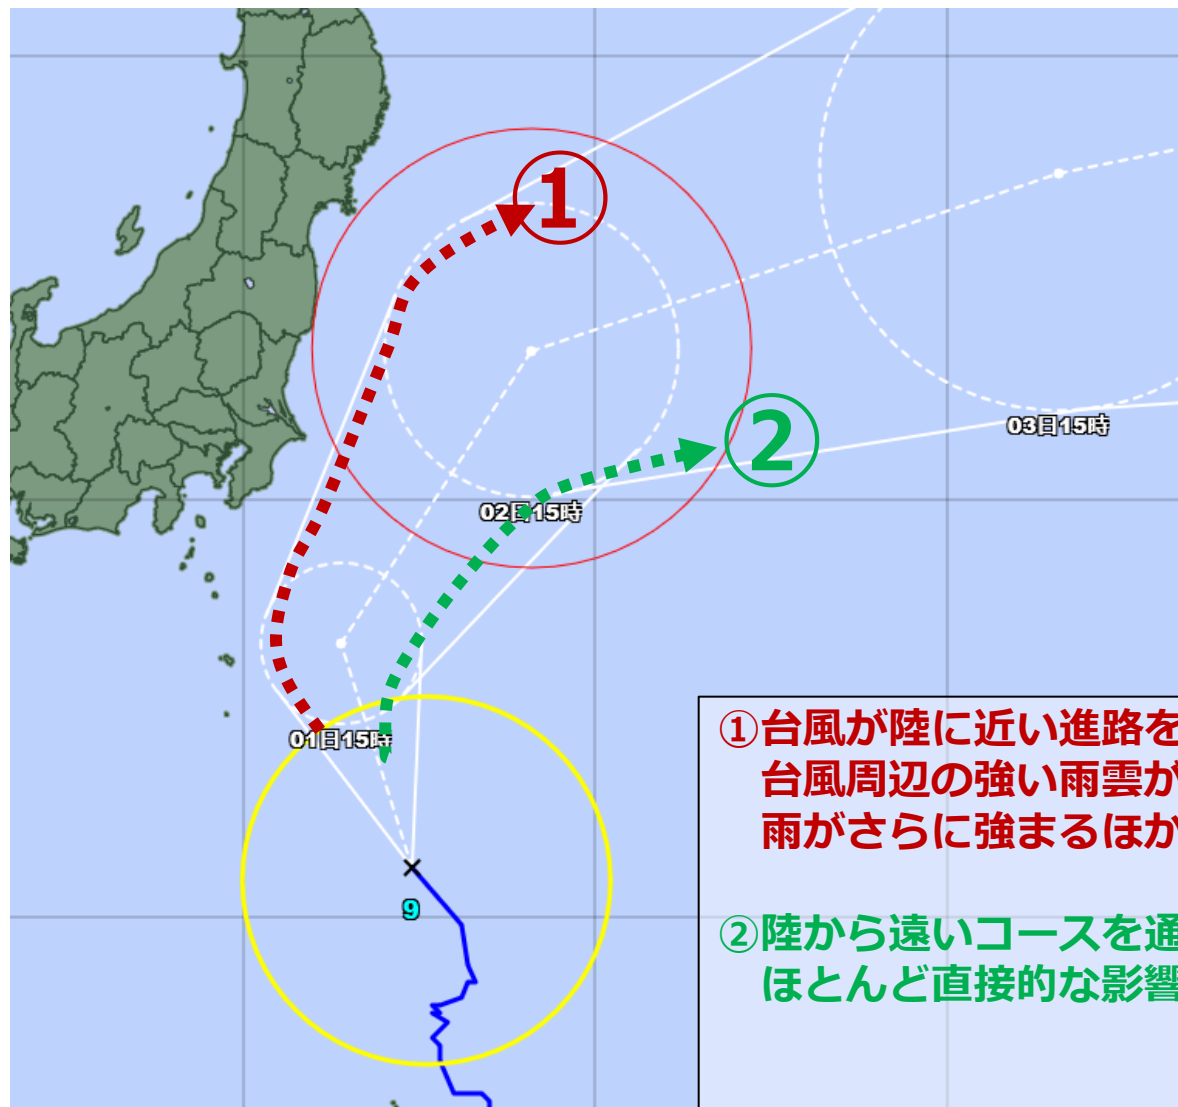 ①
②
03日15時
02日15時
01日15時
9
①台風が陸に近い進路を
台風周辺の強い雨雲が
雨がさらに強まるほか
②陸から遠いコースを通
ほとんど直接的な影響